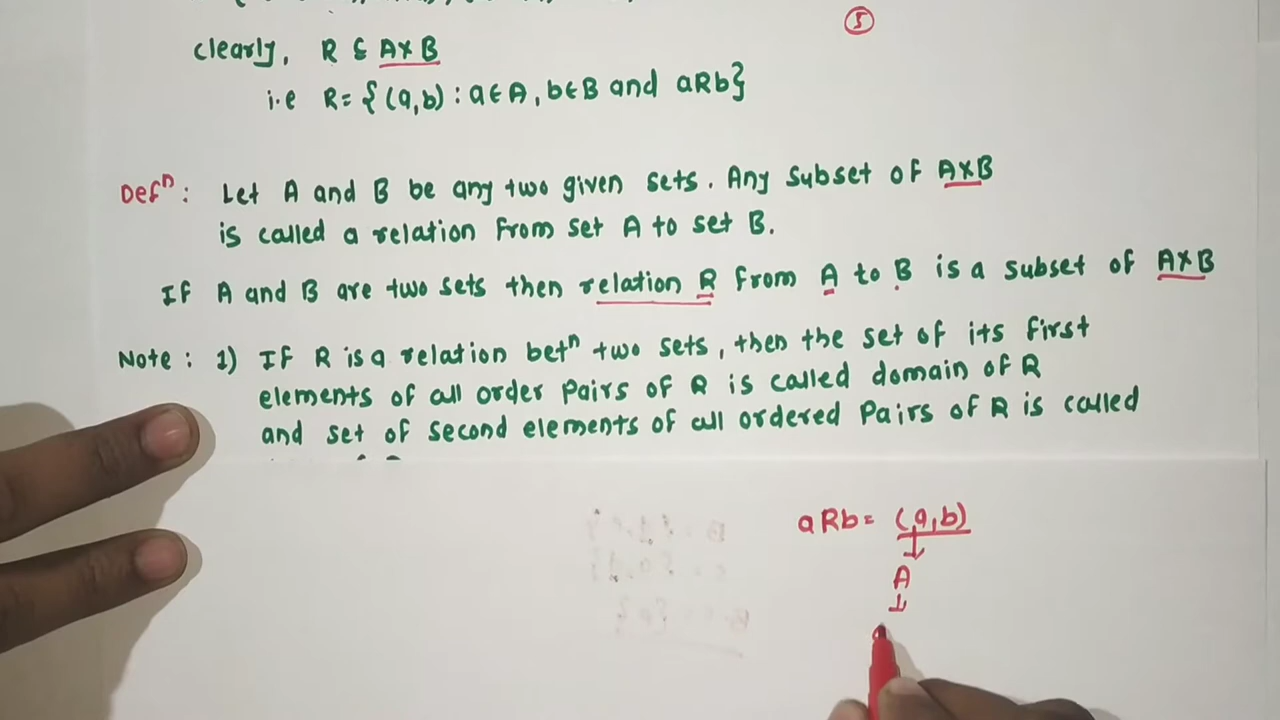 ⑤
clearly, R ⊆ A×B
i.e R = {(a,b) : a∈A, b∈B and aRb}
Defⁿ : Let A and B be any two given sets. Any subset of A×B
is called a relation from set A to set B.
If A and B are two sets then relation R from A to B is a subset of A×B
Note : 1) If R is a relation betⁿ two sets, then the set of its first
elements of all order pairs of R is called domain of R
and set of second elements of all ordered pairs of R is called
aRb = (a,b)
↓
A
↓